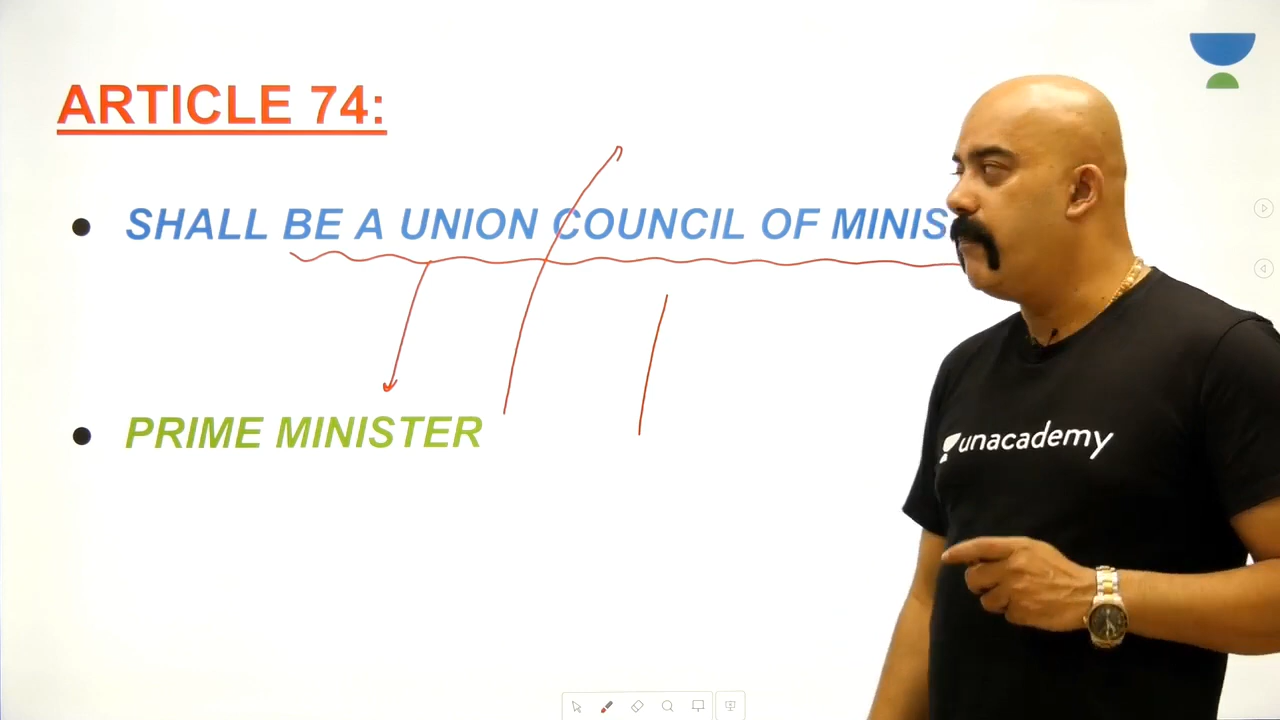 ARTICLE 74:
SHALL BE A UNION COUNCIL OF MINIS
PRIME MINISTER
unacademy